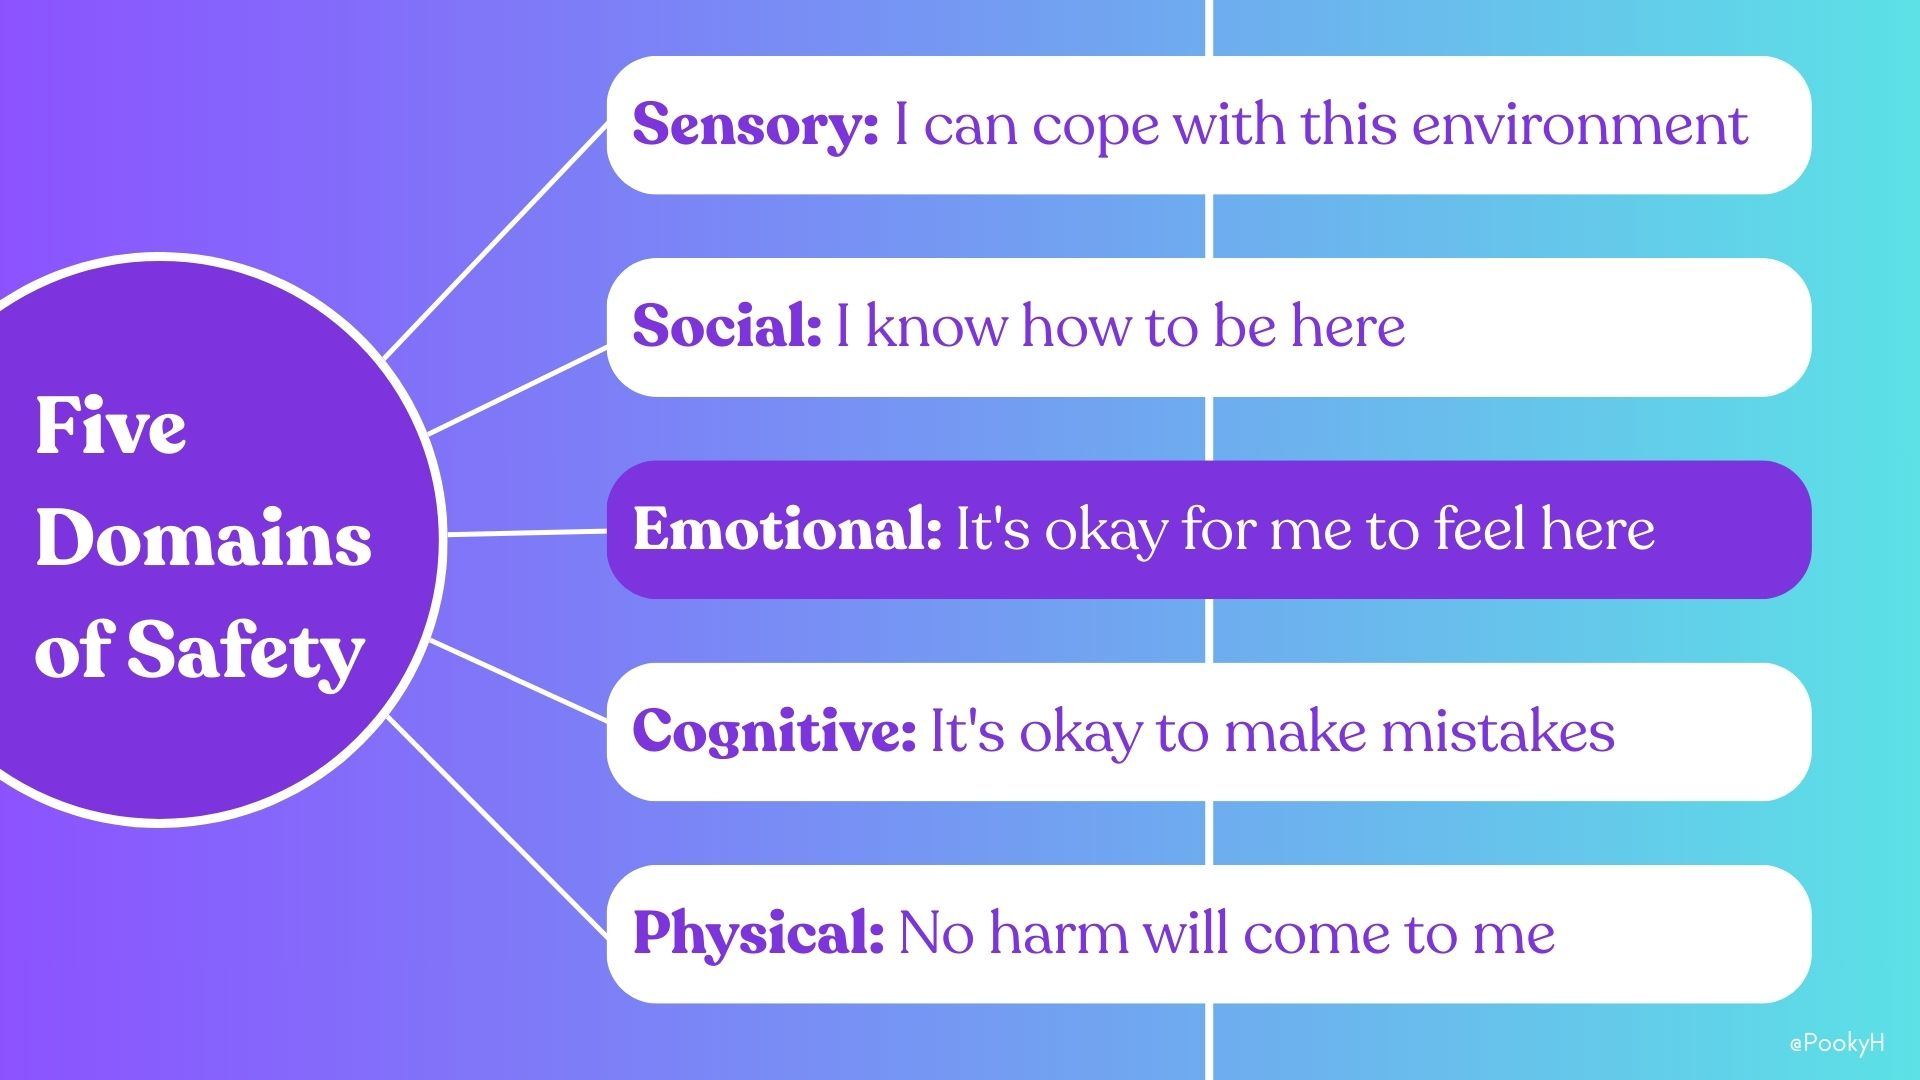 Five
Domains
of Safety
Sensory: I can cope with this environment
Social: I know how to be here
Emotional: It's okay for me to feel here
Cognitive: It's okay to make mistakes
Physical: No harm will come to me
@PookyH